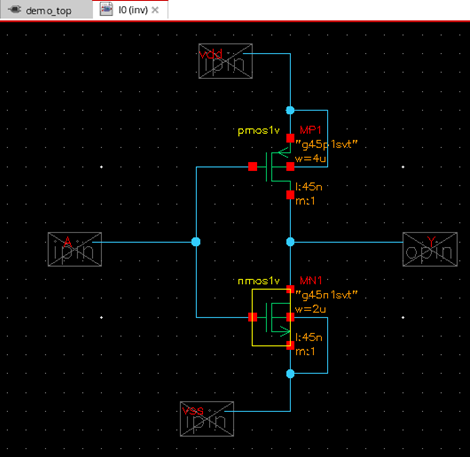 demo_top
I0 (inv)
vdd
ipin
pmos1v
MP1
"g45p1svt"
w=4u
l:45n
m:1
A
ipin
Y
opin
nmos1v
MN1
"g45n1svt"
w=2u
l:45n
m:1
vss
ipin